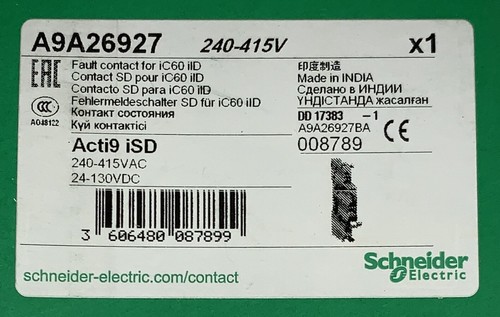 A9A26927 240-415V x1
EAC
Fault contact for iC60 iID
Contact SD pour iC60 iID
Contacto SD para iC60 iID
Fehlermeldeschalter SD für iC60 iID
Контакт состояния
Күй контактісі
CCC
A048122
印度制造
Made in INDIA
Сделано в ИНДИИ
ҮНДІСТАНДА жасалған
DD 17383 -1
A9A26927BA
CE
008789
Acti9 iSD
240-415VAC
24-130VDC
3 606480 087899
schneider-electric.com/contact
Schneider
Electric